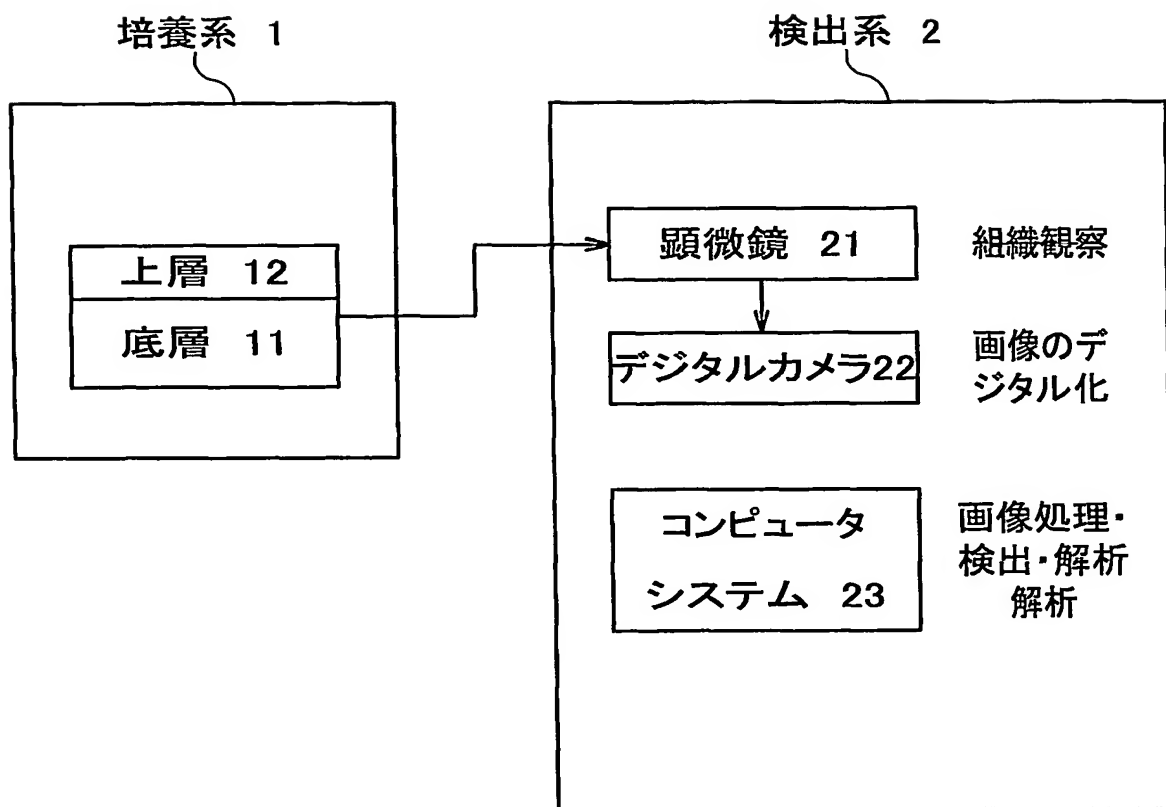 培養系 1
検出系 2
上層 12
底層 11
顕微鏡 21
組織観察
デジタルカメラ22
画像のデ
ジタル化
コンピュータ
システム 23
画像処理・
検出・解析
解析